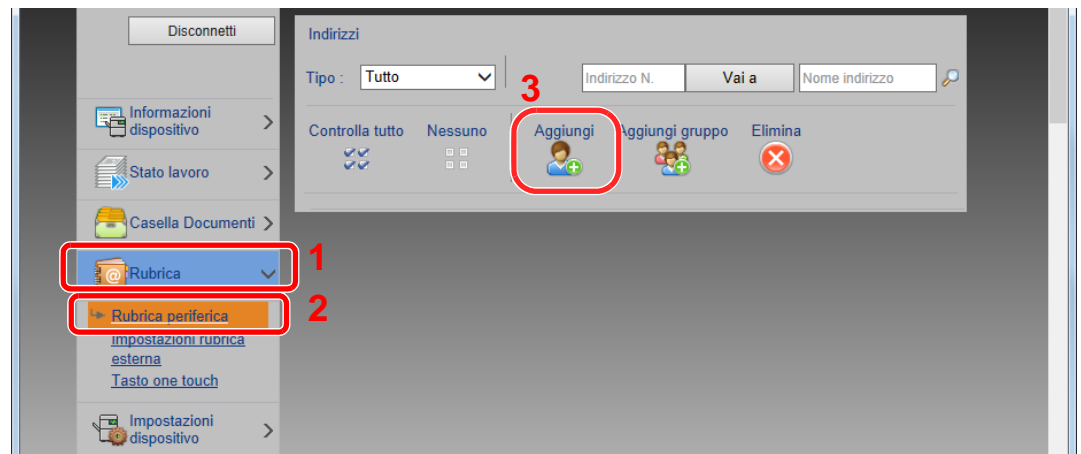 Disconnetti
Informazioni
dispositivo
Stato lavoro
Casella Documenti
1
Rubrica
2
Rubrica periferica
Impostazioni rubrica
esterna
Tasto one touch
Impostazioni
dispositivo
Indirizzi
Tipo : Tutto
Indirizzo N. Vai a Nome indirizzo
3
Controlla tutto Nessuno Aggiungi Aggiungi gruppo Elimina